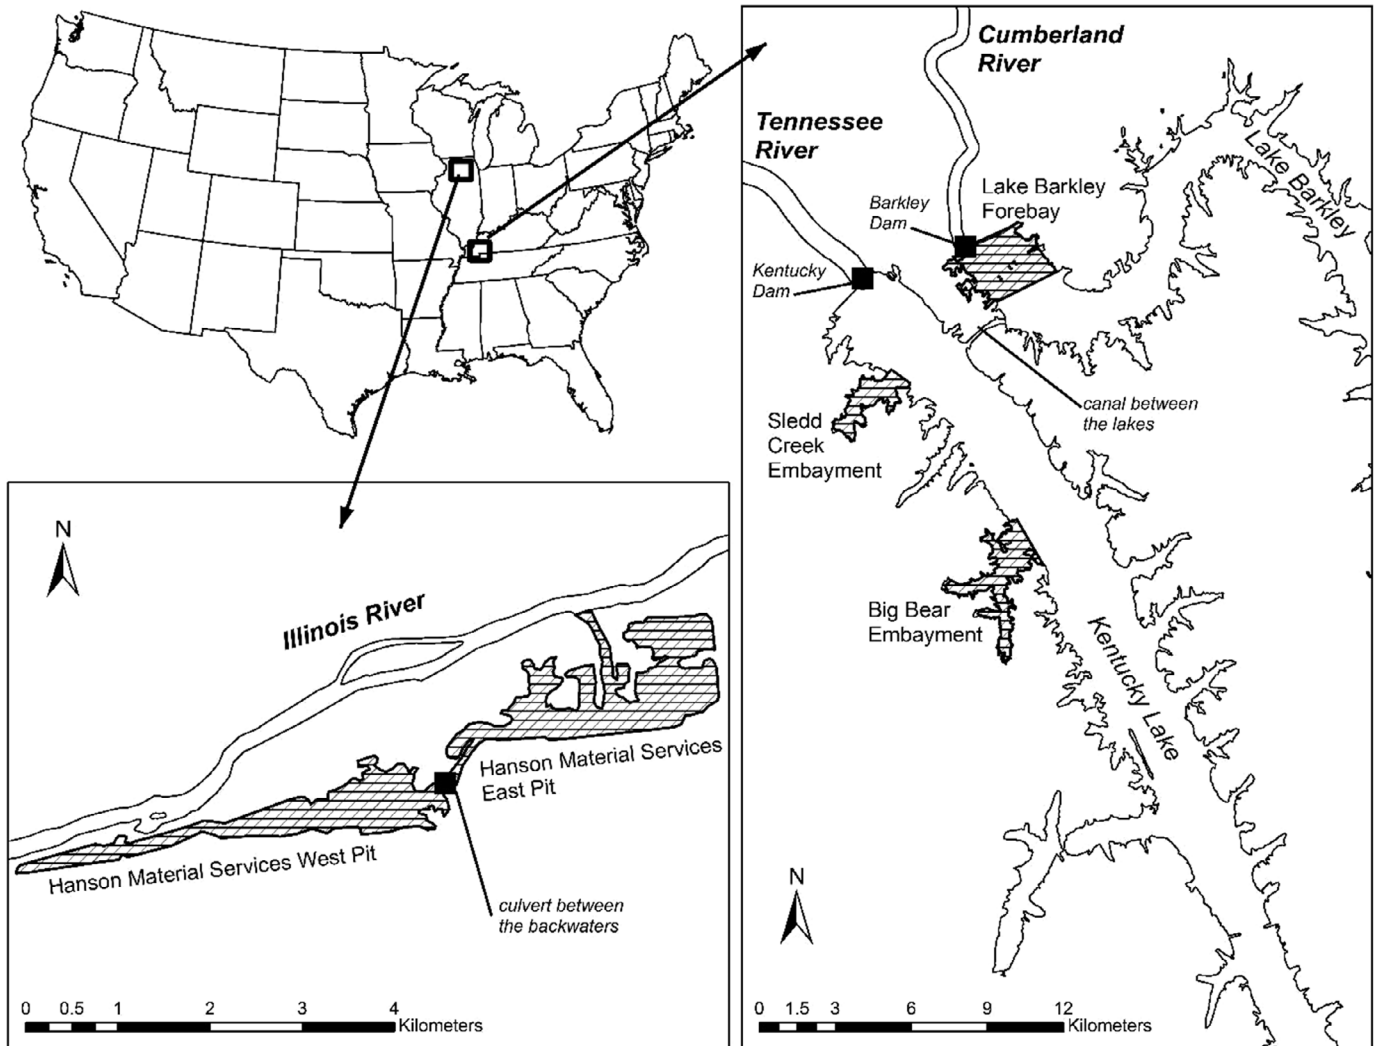 Cumberland
River
Tennessee
River
Lake Barkley
Forebay
Barkley
Dam
Kentucky
Dam
Lake Barkley
canal between
the lakes
Sledd
Creek
Embayment
Big Bear
Embayment
Kentucky Lake
N
0 1.5 3 6 9 12
Kilometers
N
Illinois River
Hanson Material Services
East Pit
Hanson Material Services West Pit
culvert between
the backwaters
0 0.5 1 2 3 4
Kilometers